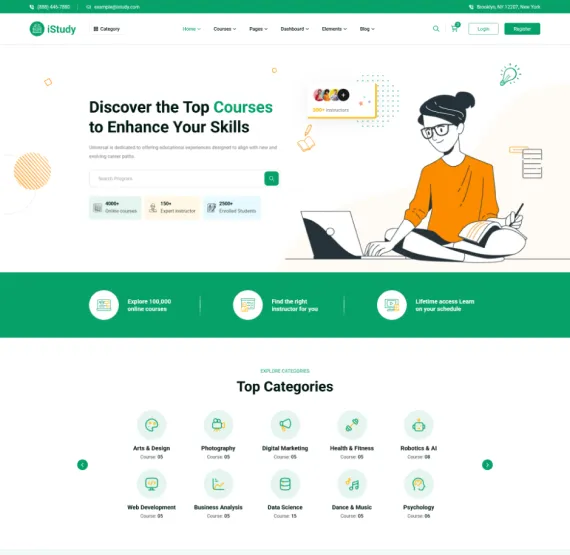 (888) 446-7880
example@istudy.com
Brooklyn, NY 12207, New York
iStudy
Category
Home
Courses
Pages
Dashboard
Elements
Blog
Login
Register
Discover the Top Courses
to Enhance Your Skills
Universal is dedicated to offering educational experiences designed to align with new and
evolving career paths.
Search Program..
4000+
Online courses
150+
Expert instructor
2500+
Enrolled Students
Instructors
Explore 100,000
online courses
Find the right
instructor for you
Lifetime access Learn
on your schedule
EXPLORE CATEGORIES
Top Categories
Arts & Design
Course: 05
Photography
Course: 05
Digital Marketing
Course: 05
Health & Fitness
Course: 05
Robotics & AI
Course: 08
Web Development
Course: 05
Business Analysis
Course: 05
Data Science
Course: 15
Dance & Music
Course: 05
Psychology
Course: 06